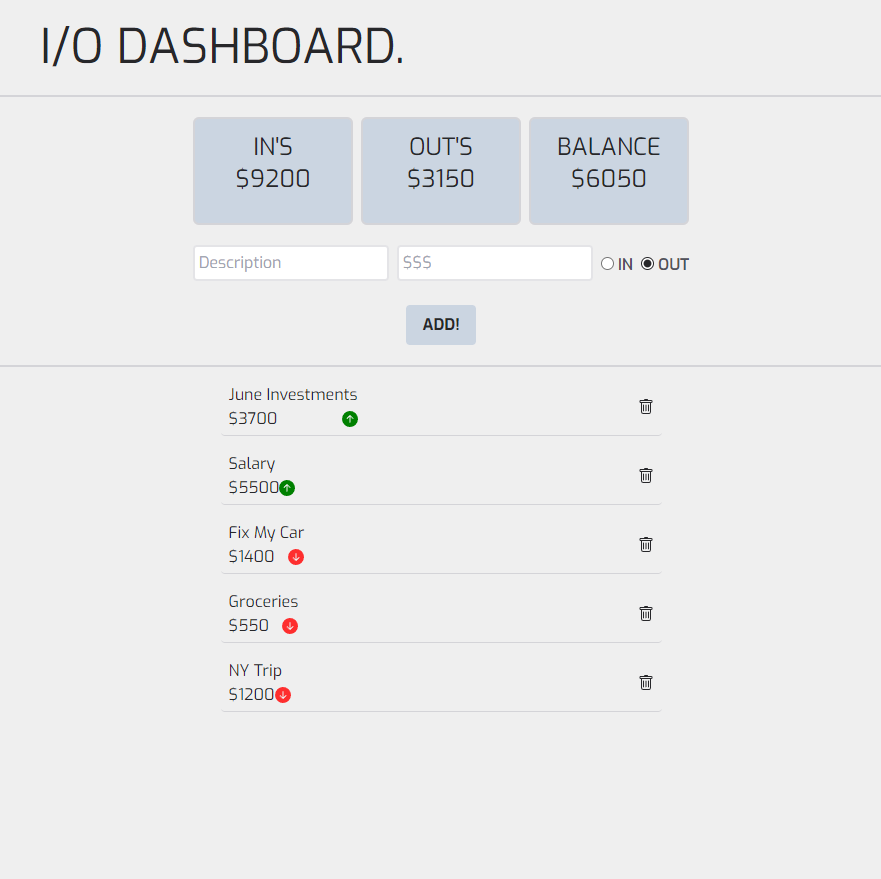 I/O DASHBOARD.
IN'S
$9200
OUT'S
$3150
BALANCE
$6050
Description
$$$
IN
OUT
ADD!
June Investments
$3700
Salary
$5500
Fix My Car
$1400
Groceries
$550
NY Trip
$1200